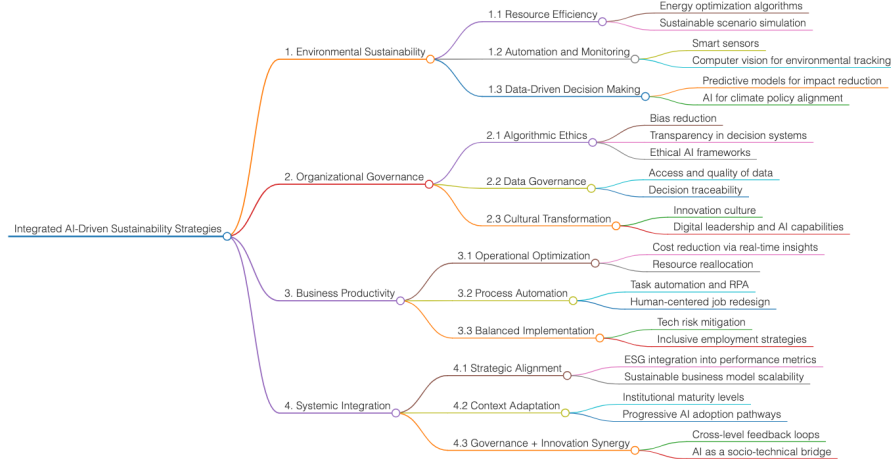 Integrated AI-Driven Sustainability Strategies
1. Environmental Sustainability
1.1 Resource Efficiency
Energy optimization algorithms
Sustainable scenario simulation
1.2 Automation and Monitoring
Smart sensors
Computer vision for environmental tracking
1.3 Data-Driven Decision Making
Predictive models for impact reduction
AI for climate policy alignment
2. Organizational Governance
2.1 Algorithmic Ethics
Bias reduction
Transparency in decision systems
Ethical AI frameworks
2.2 Data Governance
Access and quality of data
Decision traceability
2.3 Cultural Transformation
Innovation culture
Digital leadership and AI capabilities
3. Business Productivity
3.1 Operational Optimization
Cost reduction via real-time insights
Resource reallocation
3.2 Process Automation
Task automation and RPA
Human-centered job redesign
3.3 Balanced Implementation
Tech risk mitigation
Inclusive employment strategies
4. Systemic Integration
4.1 Strategic Alignment
ESG integration into performance metrics
Sustainable business model scalability
4.2 Context Adaptation
Institutional maturity levels
Progressive AI adoption pathways
4.3 Governance + Innovation Synergy
Cross-level feedback loops
AI as a socio-technical bridge